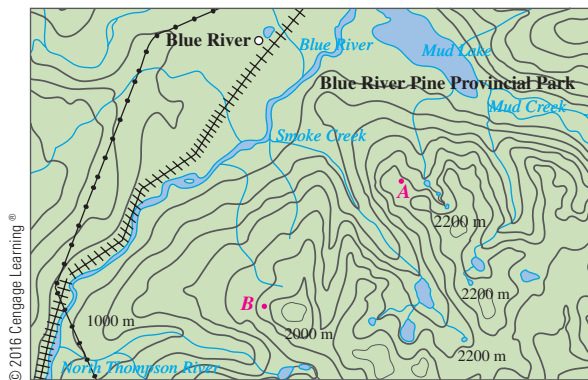 Blue River
Blue River
Mud Lake
Blue River Pine Provincial Park
Mud Creek
Smoke Creek
A
2200 m
B
2200 m
1000 m
2000 m
2200 m
North Thompson River
© 2016 Cengage Learning ®